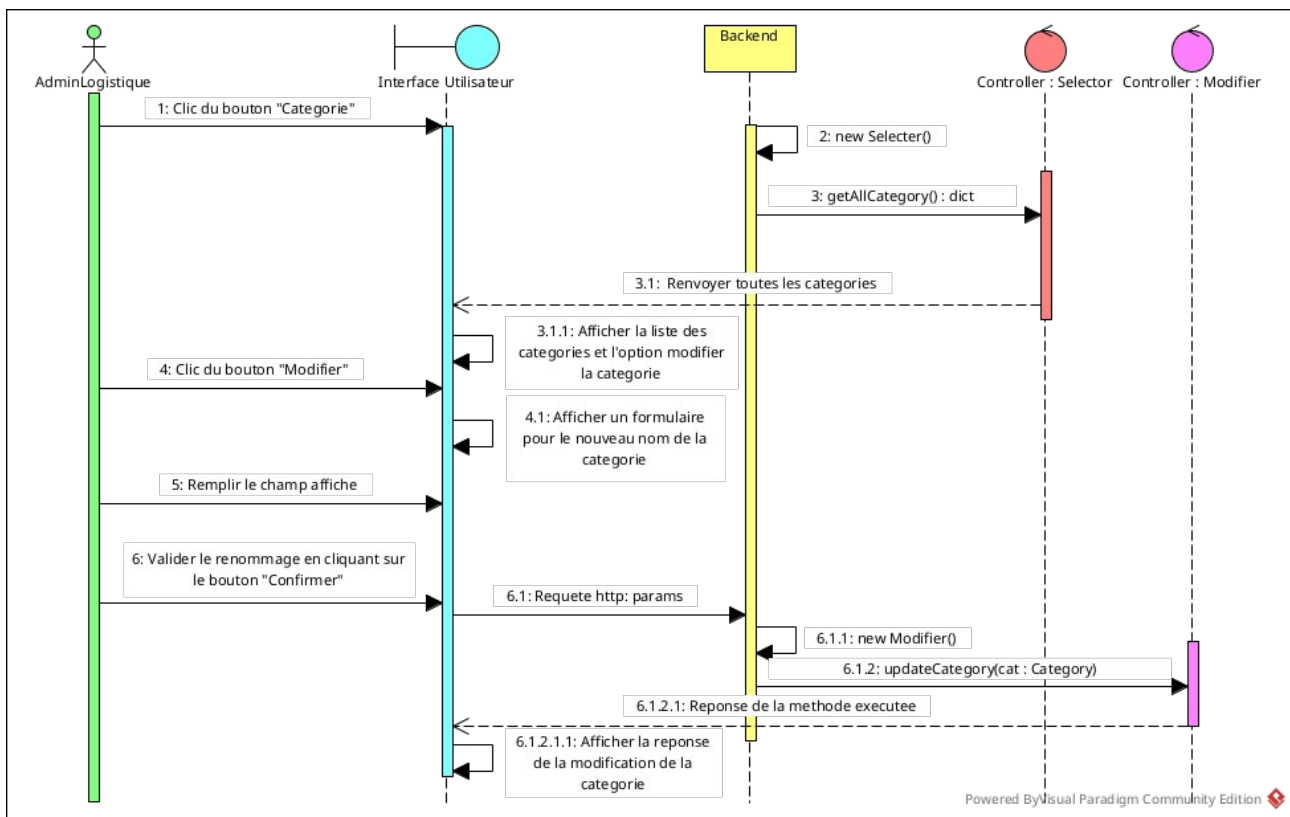 Backend
AdminLogistique
Interface Utilisateur
Controller : Selector
Controller : Modifier
1: Clic du bouton "Categorie"
2: new Selecter()
3: getAllCategory() : dict
3.1: Renvoyer toutes les categories
3.1.1: Afficher la liste des
categories et l'option modifier
la categorie
4: Clic du bouton "Modifier"
4.1: Afficher un formulaire
pour le nouveau nom de la
categorie
5: Remplir le champ affiche
6: Valider le renommage en cliquant sur
le bouton "Confirmer"
6.1: Requete http: params
6.1.1: new Modifier()
6.1.2: updateCategory(cat : Category)
6.1.2.1: Reponse de la methode executee
6.1.2.1.1: Afficher la reponse
de la modification de la
categorie
Powered ByVisual Paradigm Community Edition